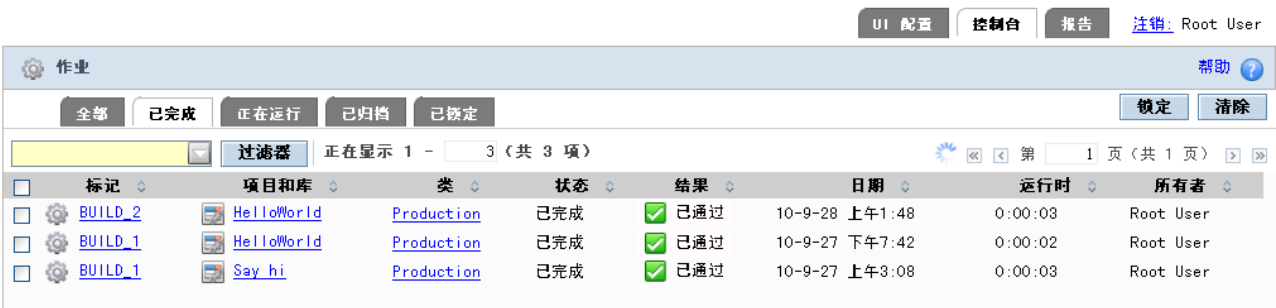 UI 配置 控制台 报告 注销: Root User
作业 帮助 ?
全部 已完成 正在运行 已归档 已锁定 锁定 清除
过滤器 正在显示 1 - 3 (共 3 项) 第 1 页 (共 1 页)
标记 项目和库 类 状态 结果 日期 运行时 所有者
BUILD_2 HelloWorld Production 已完成 已通过 10-9-28 上午1:48 0:00:03 Root User
BUILD_1 HelloWorld Production 已完成 已通过 10-9-27 下午7:42 0:00:02 Root User
BUILD_1 Say hi Production 已完成 已通过 10-9-27 上午3:08 0:00:03 Root User